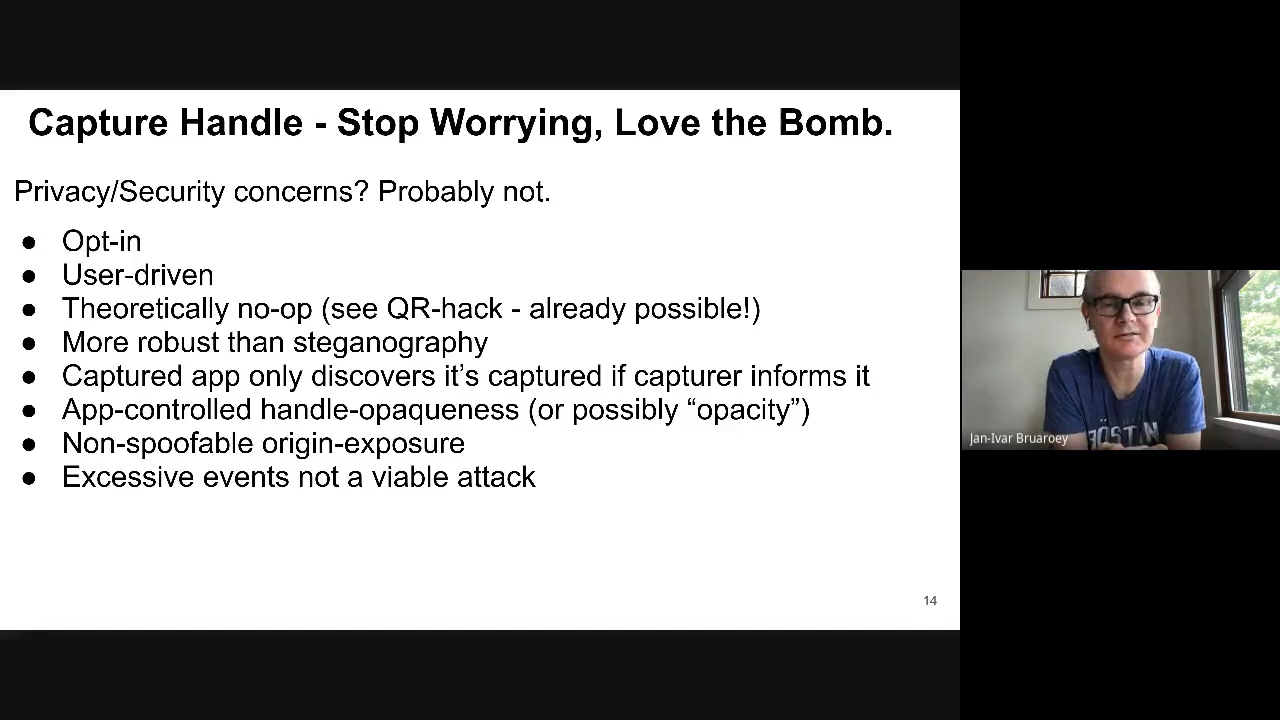 Capture Handle - Stop Worrying, Love the Bomb.
Privacy/Security concerns? Probably not.
● Opt-in
● User-driven
● Theoretically no-op (see QR-hack - already possible!)
● More robust than steganography
● Captured app only discovers it’s captured if capturer informs it
● App-controlled handle-opaqueness (or possibly “opacity”)
● Non-spoofable origin-exposure
● Excessive events not a viable attack
14
Jan-Ivar Bruaroey